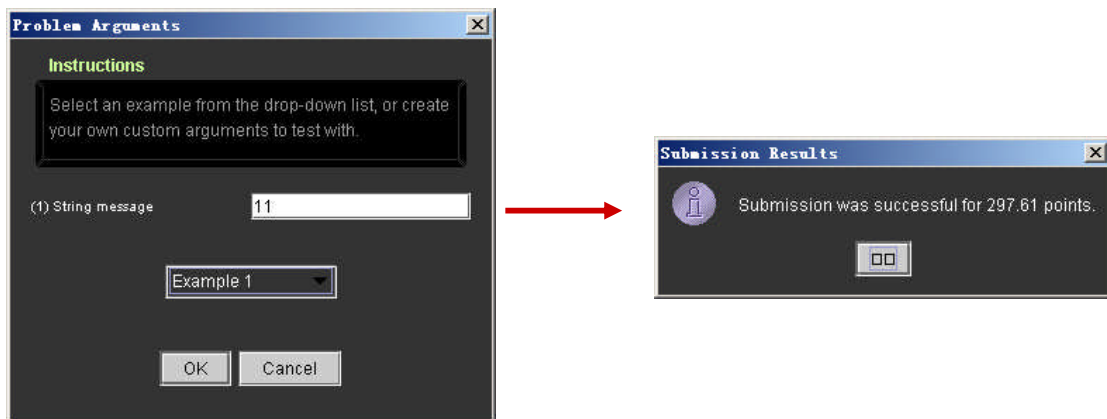 Problem Arguments
Instructions
Select an example from the drop-down list, or create
your own custom arguments to test with.
(1) String message
11
Example 1
OK
Cancel
Submission Results
Submission was successful for 297.61 points.